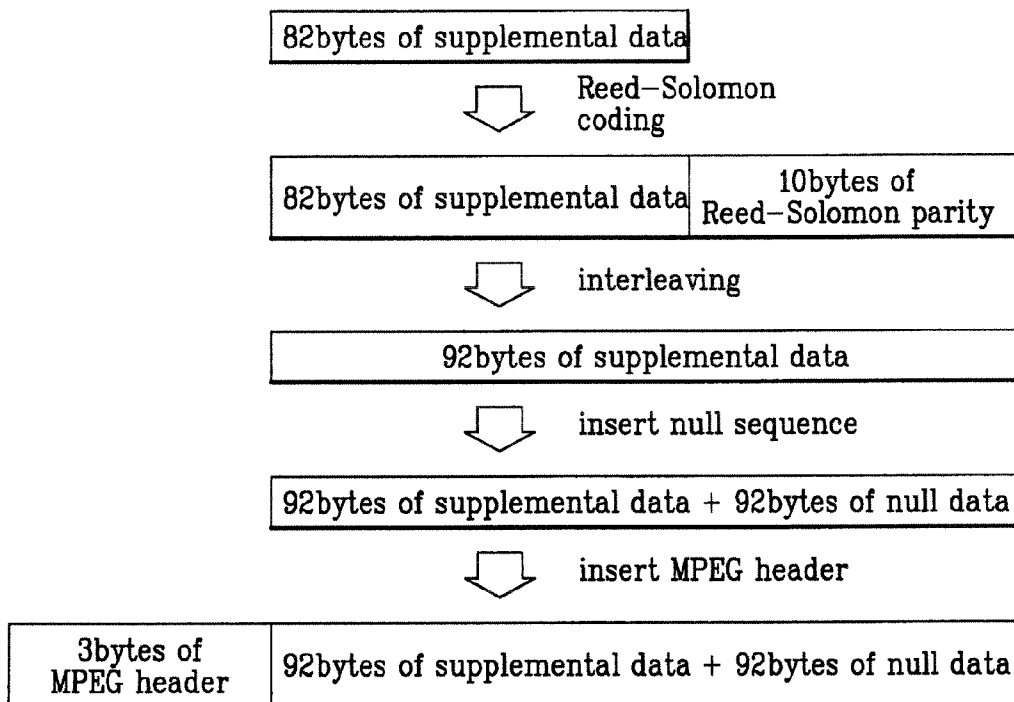 82bytes of supplemental data
Reed-Solomon
coding
82bytes of supplemental data
10bytes of
Reed-Solomon parity
interleaving
92bytes of supplemental data
insert null sequence
92bytes of supplemental data + 92bytes of null data
insert MPEG header
3bytes of
MPEG header
92bytes of supplemental data + 92bytes of null data